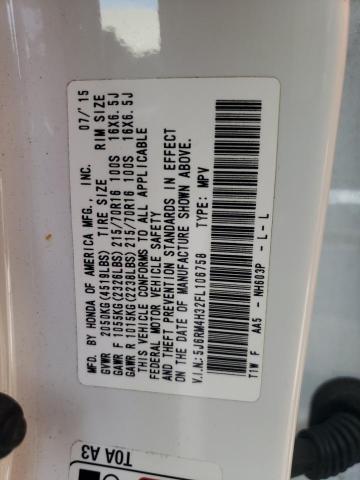 MFD. BY HONDA OF AMERICA MFG., INC. 07/ 15
GVWR 2050KG(4519LBS) TIRE SIZE RIM SIZE
GAWR F 1055KG(2326LBS) 215/70R16 100S 16X6.5J
GAWR R 1015KG(2238LBS) 215/70R16 100S 16X6.5J
THIS VEHICLE CONFORMS TO ALL APPLICABLE
FEDERAL MOTOR VEHICLE SAFETY
AND THEFT PREVENTION STANDARDS IN EFFECT
ON THE DATE OF MANUFACTURE SHOWN ABOVE.
V.I.N.:5J6RM4H32FL106758 TYPE: MPV
T1W F AA5 - NH603P - L - L
T0A A3